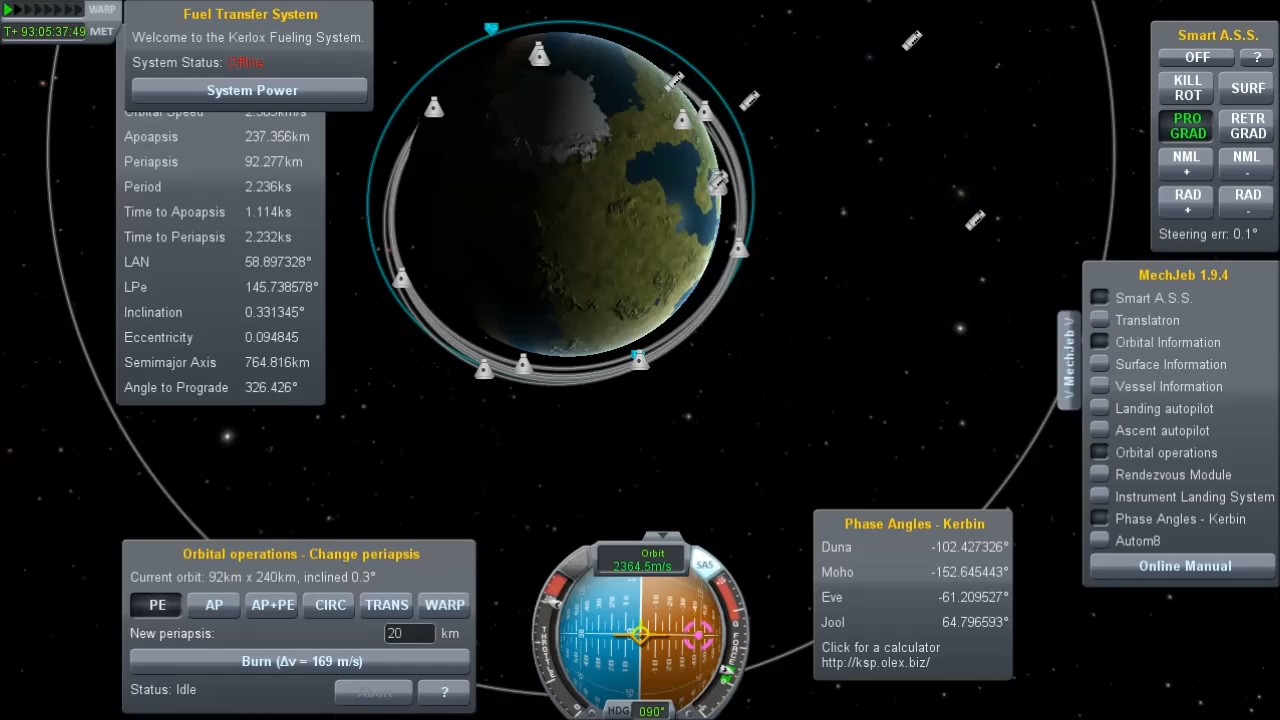 WARP
T+ 93:05:37:49 MET
Fuel Transfer System
Welcome to the Kerlox Fueling System.
System Status: Offline
System Power
Apoapsis 237.356km
Periapsis 92.277km
Period 2.236ks
Time to Apoapsis 1.114ks
Time to Periapsis 2.232ks
LAN 58.897328°
LPe 145.738578°
Inclination 0.331345°
Eccentricity 0.094845
Semimajor Axis 764.816km
Angle to Prograde 326.426°
Ap
Smart A.S.S.
OFF ?
KILL ROT SURF
PRO GRAD RETR GRAD
NML + NML -
RAD + RAD -
Steering err: 0.1°
V MechJeb V
MechJeb 1.9.4
Smart A.S.S.
Translatron
Orbital Information
Surface Information
Vessel Information
Landing autopilot
Ascent autopilot
Orbital operations
Rendezvous Module
Instrument Landing System
Phase Angles - Kerbin
Autom8
Online Manual
Orbital operations - Change periapsis
Current orbit: 92km x 240km, inclined 0.3°
PE AP AP+PE CIRC TRANS WARP
New periapsis: 20 km
Burn (Δv = 169 m/s)
Status: Idle Abort ?
Orbit
2364.5m/s
SAS
THROTTLE
G FORCE
HDG 090°
Phase Angles - Kerbin
Duna -102.427326°
Moho -152.645443°
Eve -61.209527°
Jool 64.796593°
Click for a calculator
http://ksp.olex.biz/